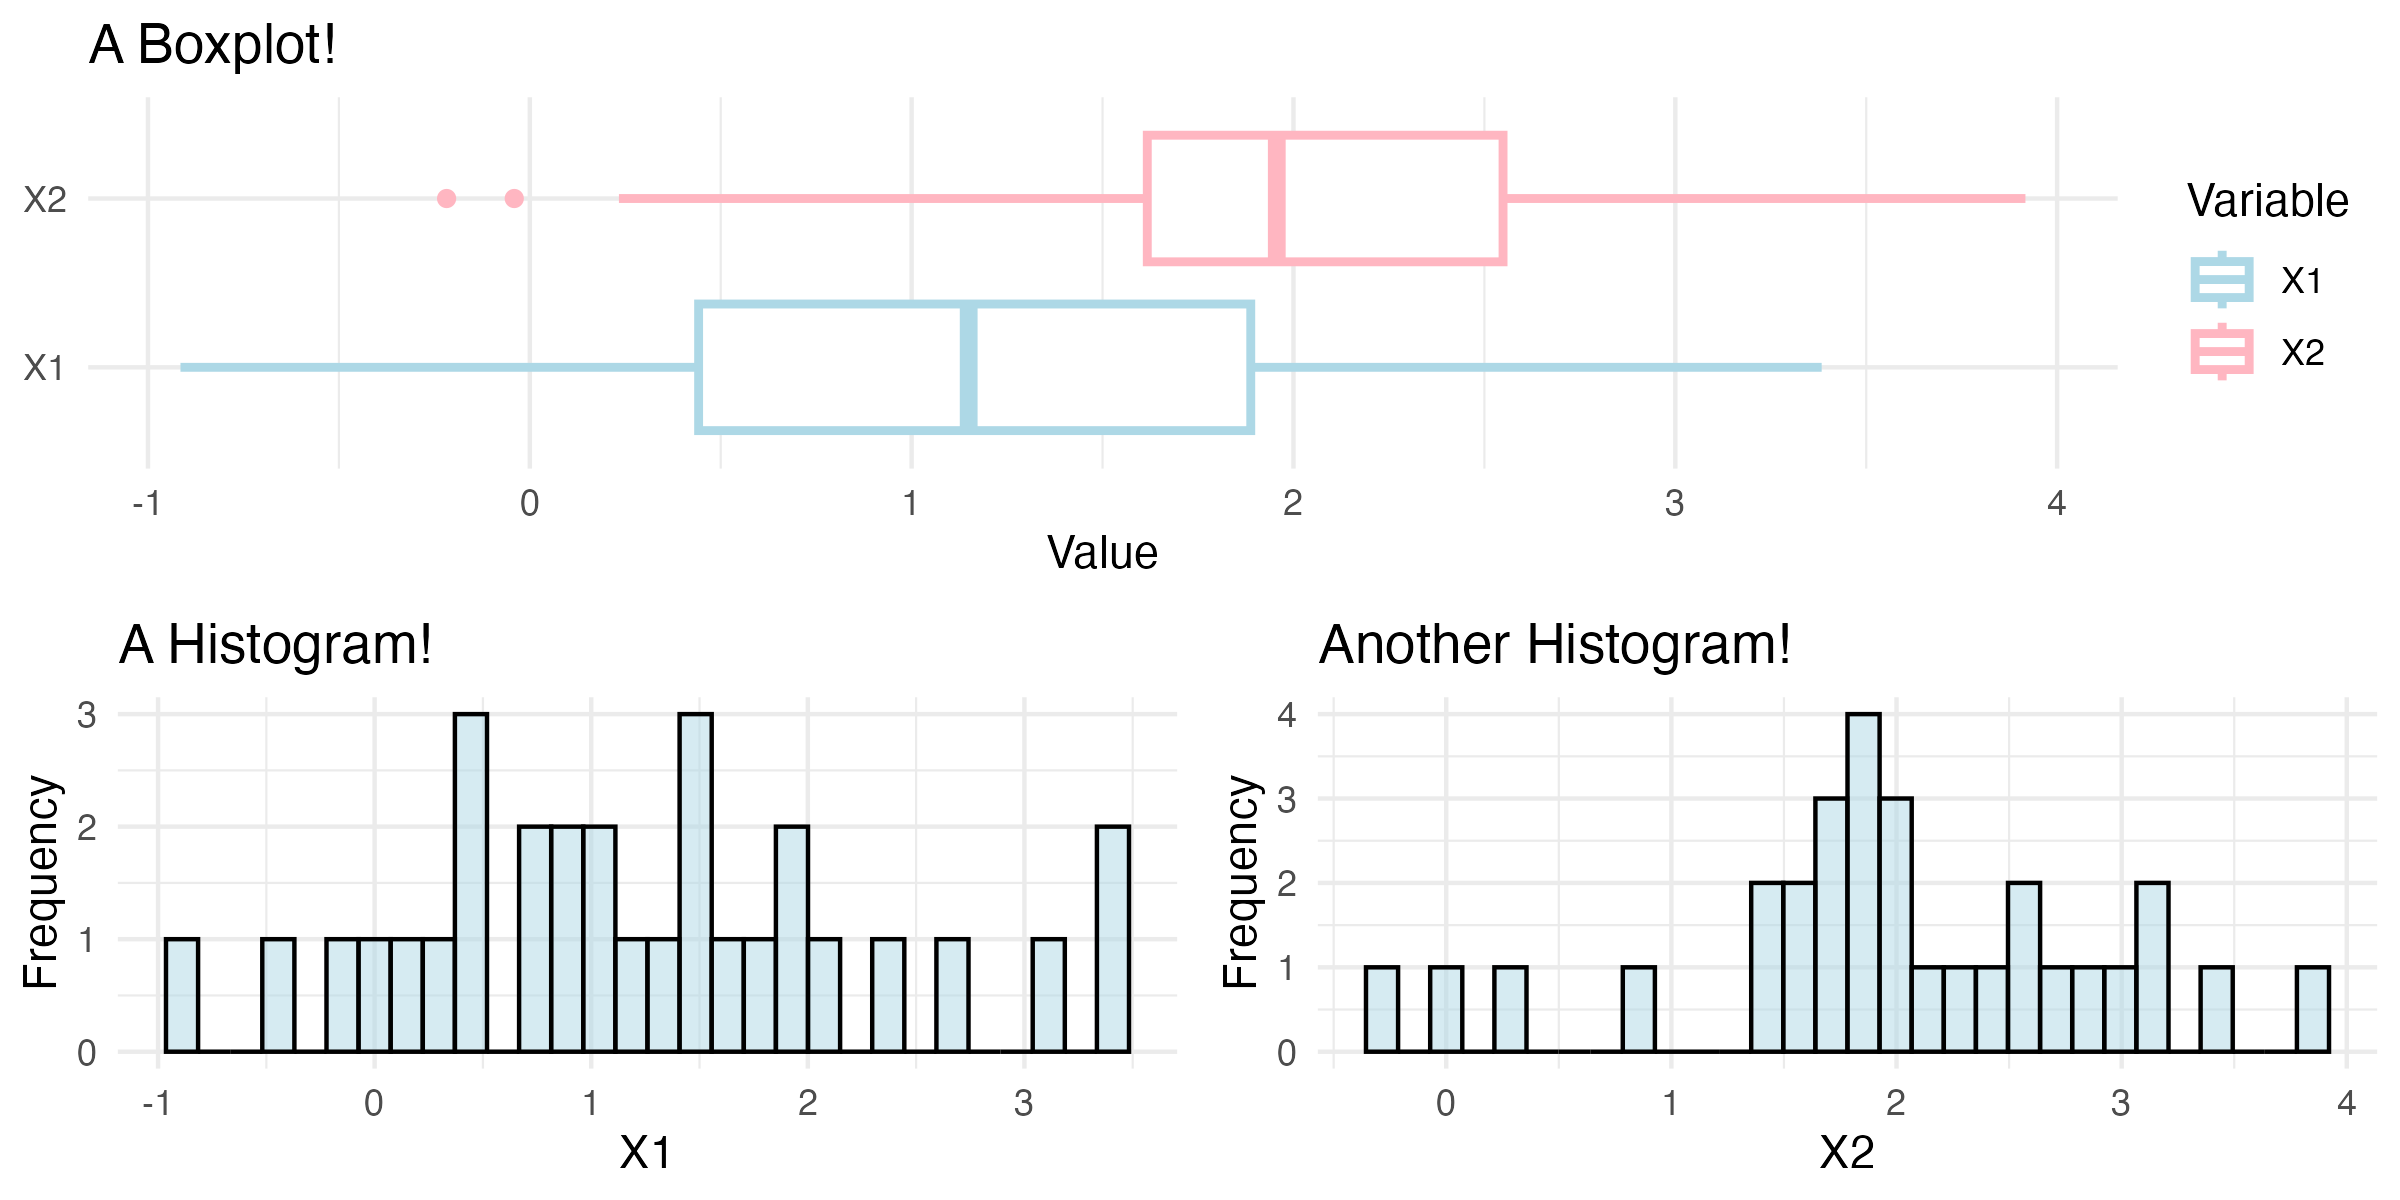 A Boxplot!
X2
X1
-1 0 1 2 3 4
Value
Variable
X1
X2
A Histogram!
Frequency
3
2
1
0
-1 0 1 2 3
X1
Another Histogram!
Frequency
4
3
2
1
0
0 1 2 3 4
X2